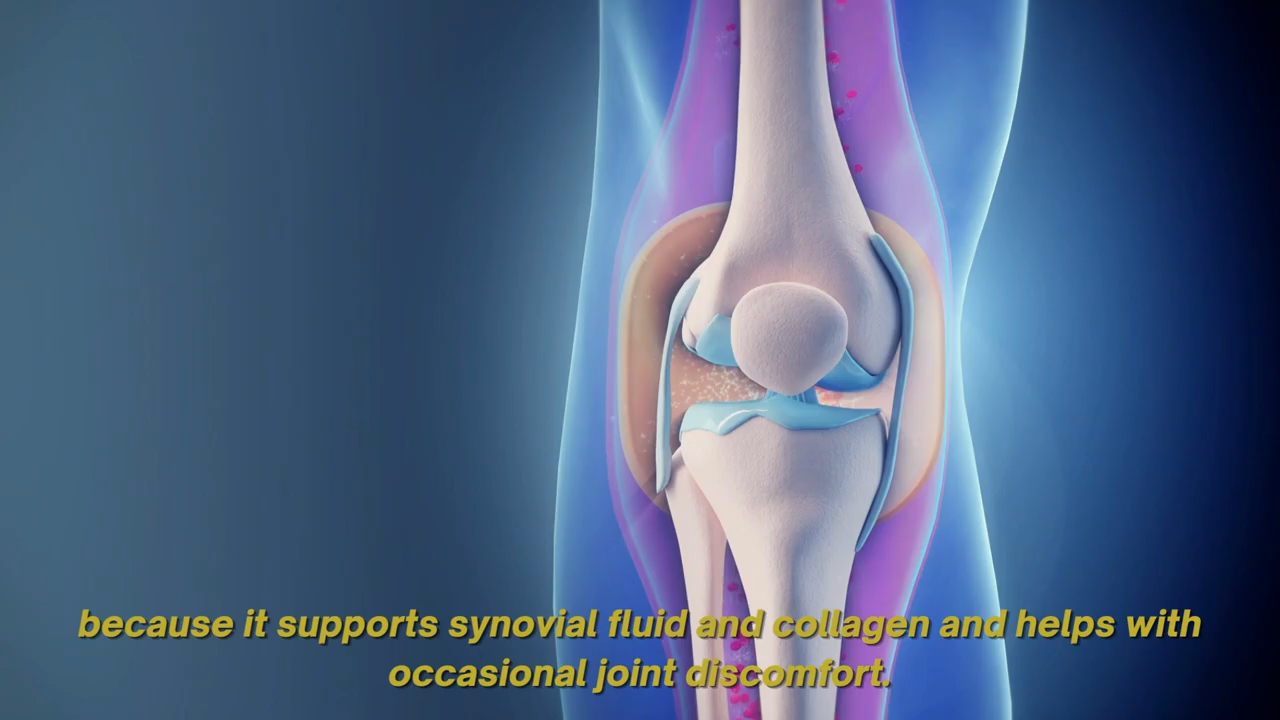 because it supports synovial fluid and collagen and helps with
occasional joint discomfort.